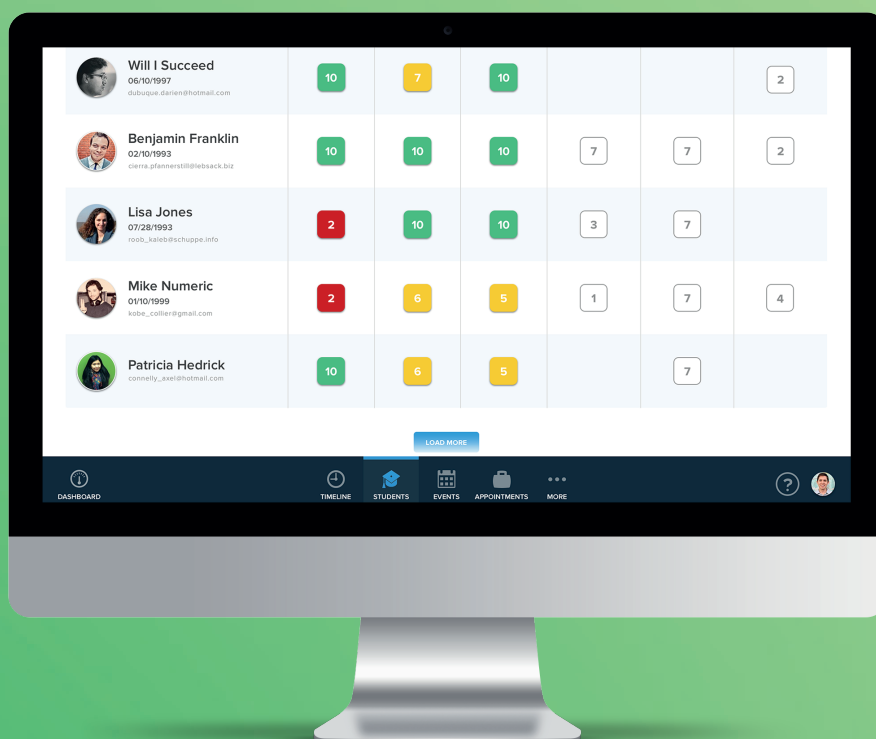 Will I Succeed
06/10/1997
dubuque.darien@hotmail.com
10 7 10 2
Benjamin Franklin
02/10/1993
cierra.pfannerstill@lebsack.biz
10 10 10 7 7 2
Lisa Jones
07/28/1993
roob_kaleb@schuppe.info
2 10 10 3 7
Mike Numeric
01/10/1999
kobe_collier@gmail.com
2 6 5 1 7 4
Patricia Hedrick
connelly_axel@hotmail.com
10 6 5 7
LOAD MORE
DASHBOARD TIMELINE STUDENTS EVENTS APPOINTMENTS MORE ?